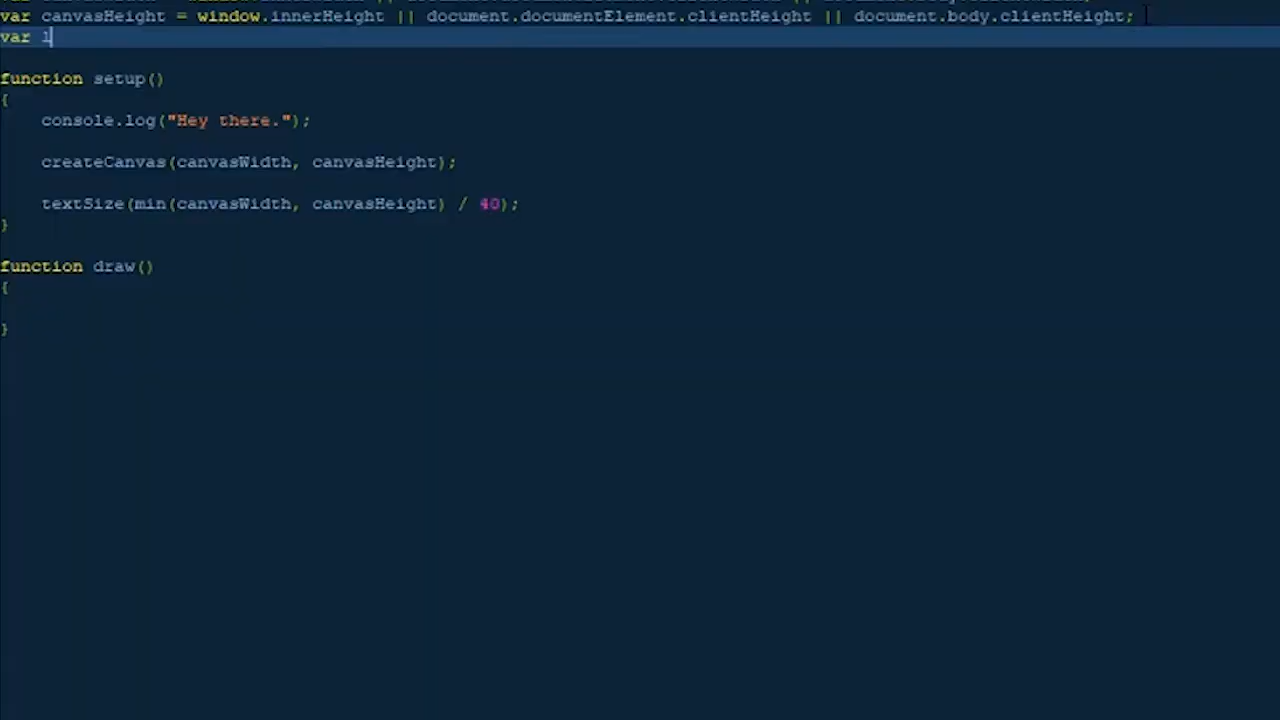 var canvasHeight = window.innerHeight || document.documentElement.clientHeight || document.body.clientHeight;
var l
function setup()
{
console.log("Hey there.");
createCanvas(canvasWidth, canvasHeight);
textSize(min(canvasWidth, canvasHeight) / 40);
}
function draw()
{
}